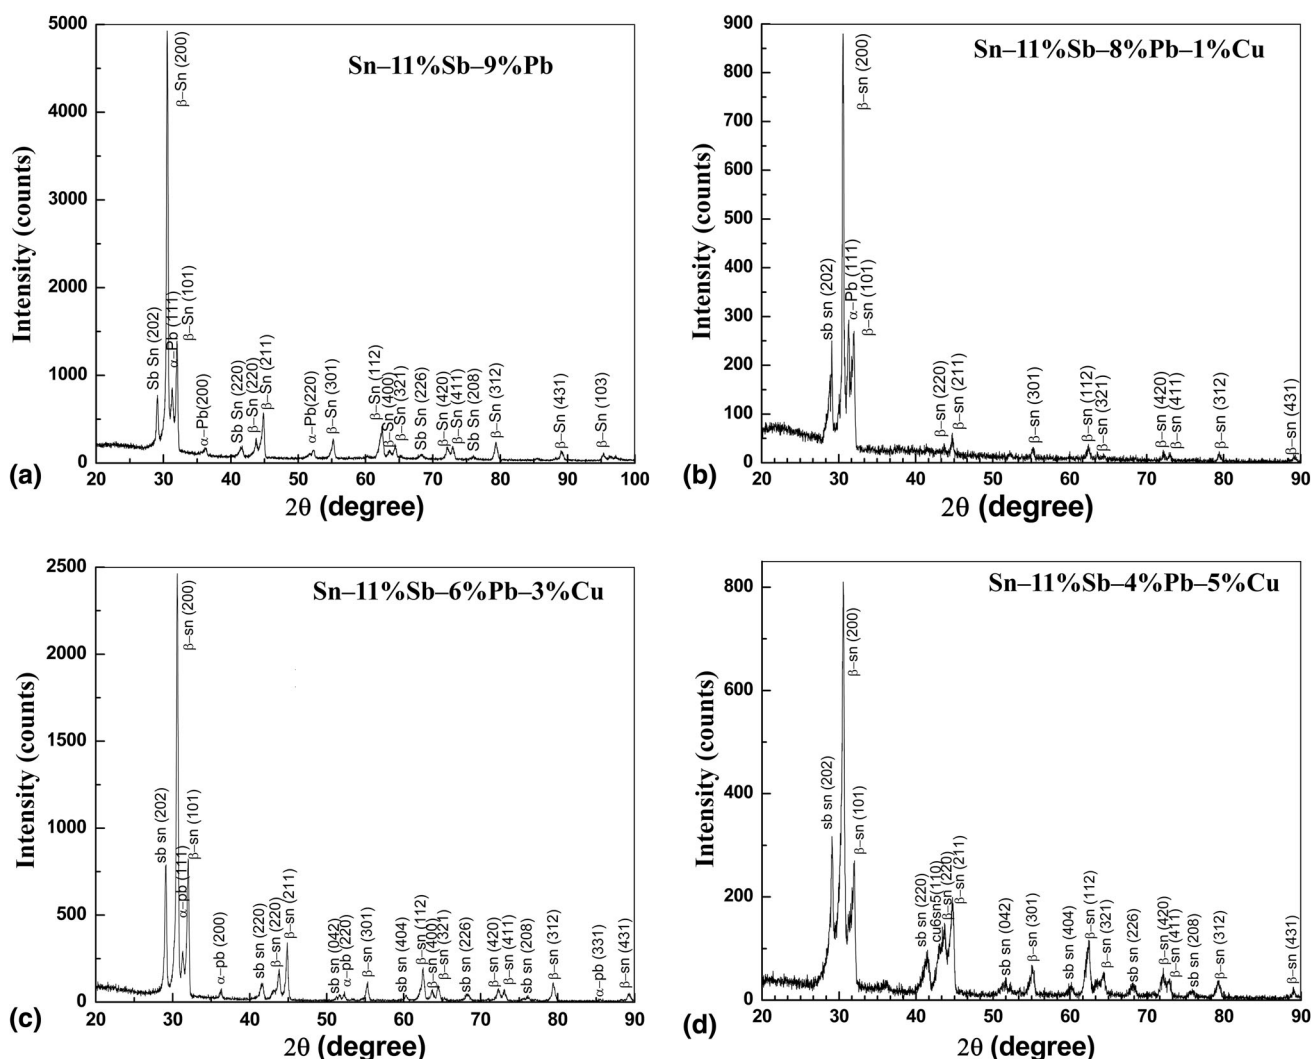 Sn–11%Sb–9%Pb
Intensity (counts)
5000
4000
3000
2000
1000
0
Sb Sn (202)
β–Sn (200)
α–Pb (111)
β–Sn (101)
α–Pb(200)
Sb Sn (220)
β–Sn (220)
β–Sn (211)
α–Pb(220)
β–Sn (301)
β–Sn (112)
β–Sn (400)
β–Sn (321)
Sb Sn (226)
β–Sn (420)
β–Sn (411)
Sb Sn (208)
β–Sn (312)
β–Sn (431)
β–Sn (103)
20 30 40 50 60 70 80 90 100
2θ (degree)
(a)
Sn–11%Sb–8%Pb–1%Cu
Intensity (counts)
900
800
700
600
500
400
300
200
100
0
sb sn (202)
β–sn (200)
α–Pb (111)
β–sn (101)
β–sn (220)
β–sn (211)
β–sn (301)
β–sn (112)
β–sn (321)
β–sn (420)
β–sn (411)
β–sn (312)
β–sn (431)
20 30 40 50 60 70 80 90
2θ (degree)
(b)
Sn–11%Sb–6%Pb–3%Cu
Intensity (counts)
2500
2000
1500
1000
500
0
sb sn (202)
β–sn (200)
α–pb (111)
β–sn (101)
α–pb (200)
sb sn (220)
β–sn (220)
β–sn (211)
sb sn (042)
α–pb (220)
β–sn (301)
sb sn (404)
β–sn (112)
β–sn (400)
β–sn (321)
sb sn (226)
β–sn (420)
β–sn (411)
sb sn (208)
β–sn (312)
α–pb (331)
β–sn (431)
20 30 40 50 60 70 80 90
2θ (degree)
(c)
Sn–11%Sb–4%Pb–5%Cu
Intensity (counts)
800
600
400
200
0
sb sn (202)
β–sn (200)
β–sn (101)
sb sn (220)
cu6sn5(110)
β–sn (220)
β–sn (211)
sb sn (042)
β–sn (301)
sb sn (404)
β–sn (112)
β–sn (321)
sb sn (226)
β–sn (420)
β–sn (411)
sb sn (208)
β–sn (312)
β–sn (431)
20 30 40 50 60 70 80 90
2θ (degree)
(d)